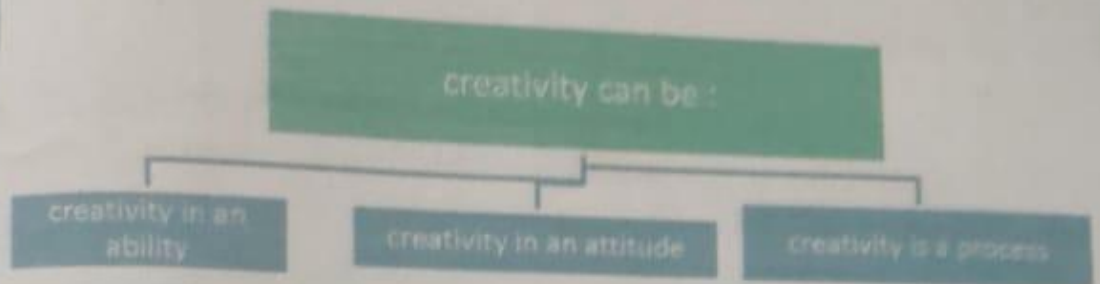 creativity can be :
creativity in an
ability
creativity in an attitude
creativity is a process